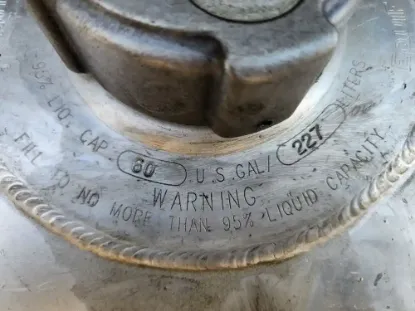 95% LIQ. CAP. 60 U.S. GAL/ 227 LITERS
WARNING
FILL TO NO MORE THAN 95% LIQUID CAPACITY